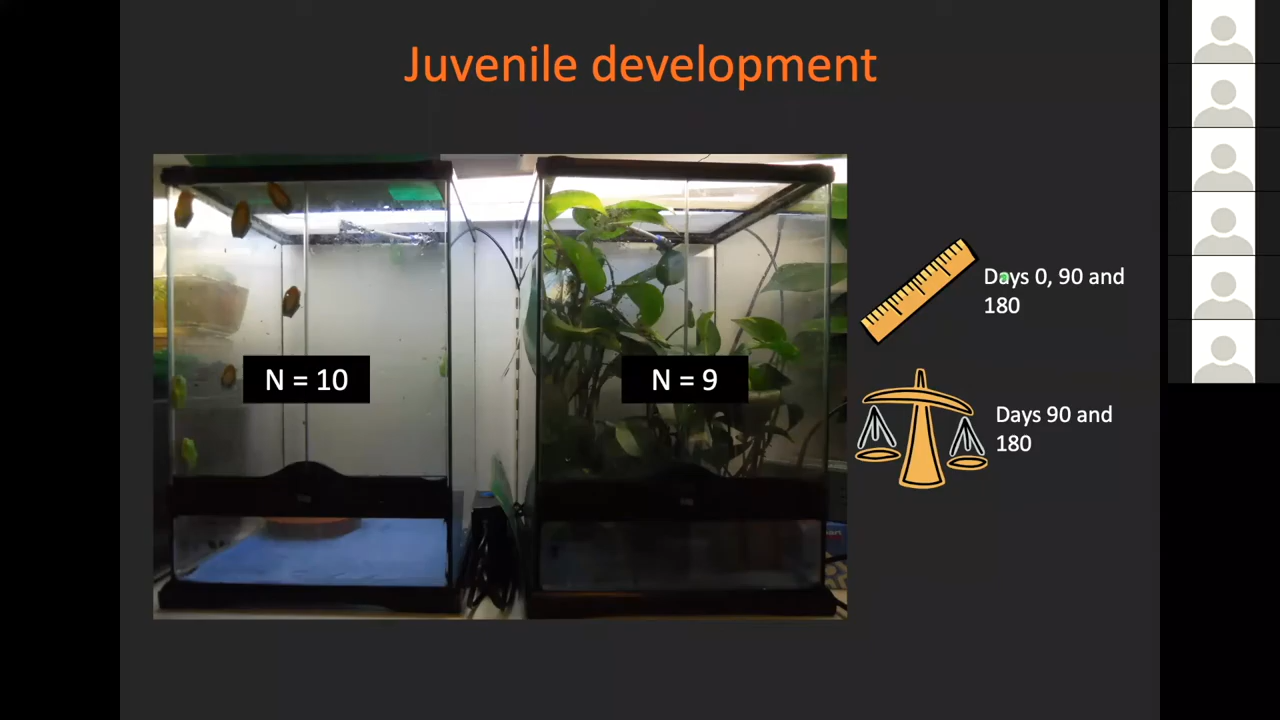 Juvenile development
N = 10
N = 9
Days 0, 90 and
180
Days 90 and
180